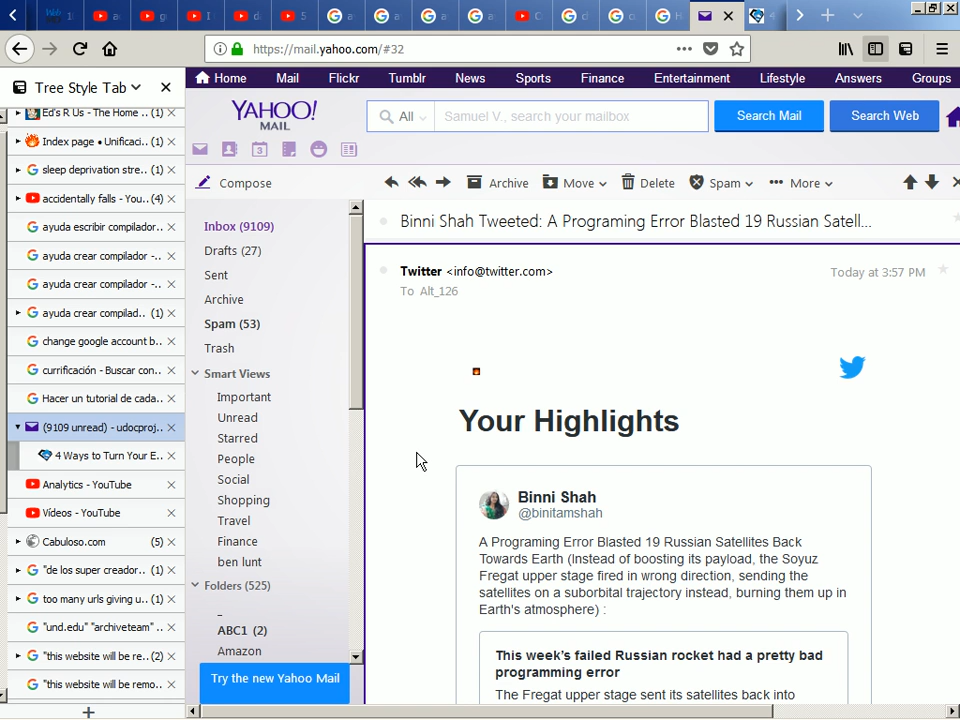 https://mail.yahoo.com/#32
Tree Style Tab
Ed's R Us - The Home .. (1)
Index page • Unificaci.. (1)
sleep deprivation stre.. (1)
accidentally falls - You.. (4)
ayuda escribir compilador..
ayuda crear compilador -..
ayuda crear compilador -..
ayuda crear compilad.. (1)
change google account b..
currificación - Buscar con..
Hacer un tutorial de cada..
(9109 unread) - udocproj..
4 Ways to Turn Your E..
Analytics - YouTube
Vídeos - YouTube
Cabuloso.com (5)
"de los super creador.. (1)
too many urls giving u.. (1)
"und.edu" "archiveteam" ..
"this website will be re.. (2)
"this website will be remo..
Home Mail Flickr Tumblr News Sports Finance Entertainment Lifestyle Answers Groups
YAHOO!
MAIL
All Samuel V., search your mailbox Search Mail Search Web
3
Compose
Archive Move Delete Spam More
Inbox (9109)
Drafts (27)
Sent
Archive
Spam (53)
Trash
Smart Views
Important
Unread
Starred
People
Social
Shopping
Travel
Finance
ben lunt
Folders (525)
_
ABC1 (2)
Amazon
Try the new Yahoo Mail
Binni Shah Tweeted: A Programing Error Blasted 19 Russian Satell...
Twitter <info@twitter.com> Today at 3:57 PM
To Alt_126
Your Highlights
Binni Shah
@binitamshah
A Programing Error Blasted 19 Russian Satellites Back
Towards Earth (Instead of boosting its payload, the Soyuz
Fregat upper stage fired in wrong direction, sending the
satellites on a suborbital trajectory instead, burning them up in
Earth's atmosphere) :
This week's failed Russian rocket had a pretty bad
programming error
The Fregat upper stage sent its satellites back into